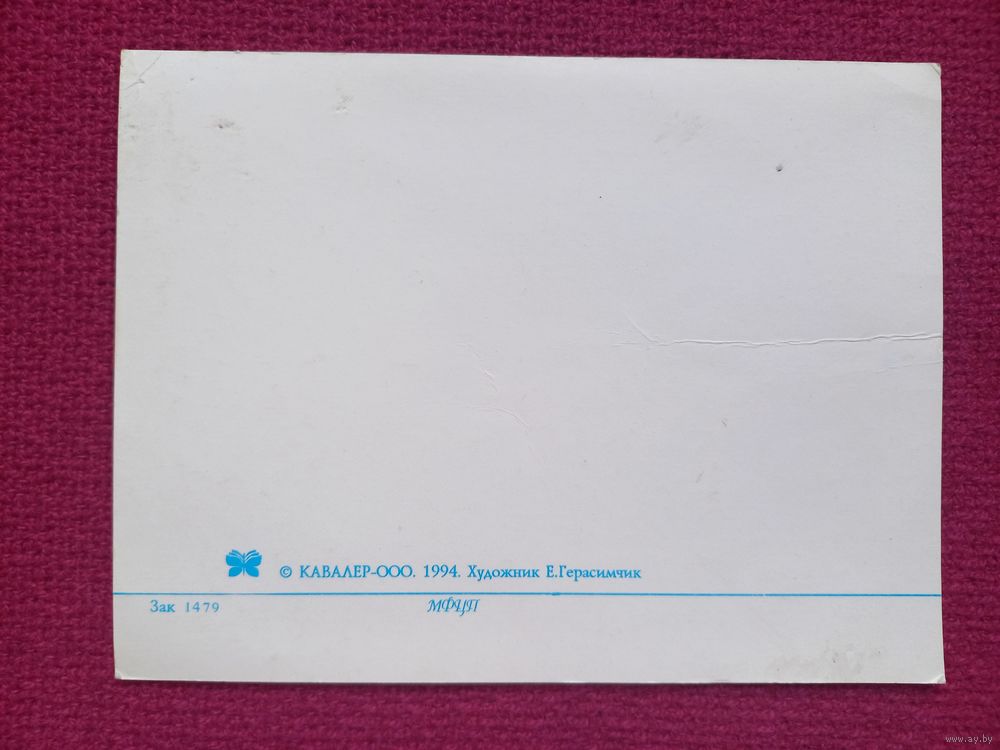 © КАВАЛЕР-ООО. 1994. Художник Е.Герасимчик
Зак 1479
МФЦП
www.ay.by